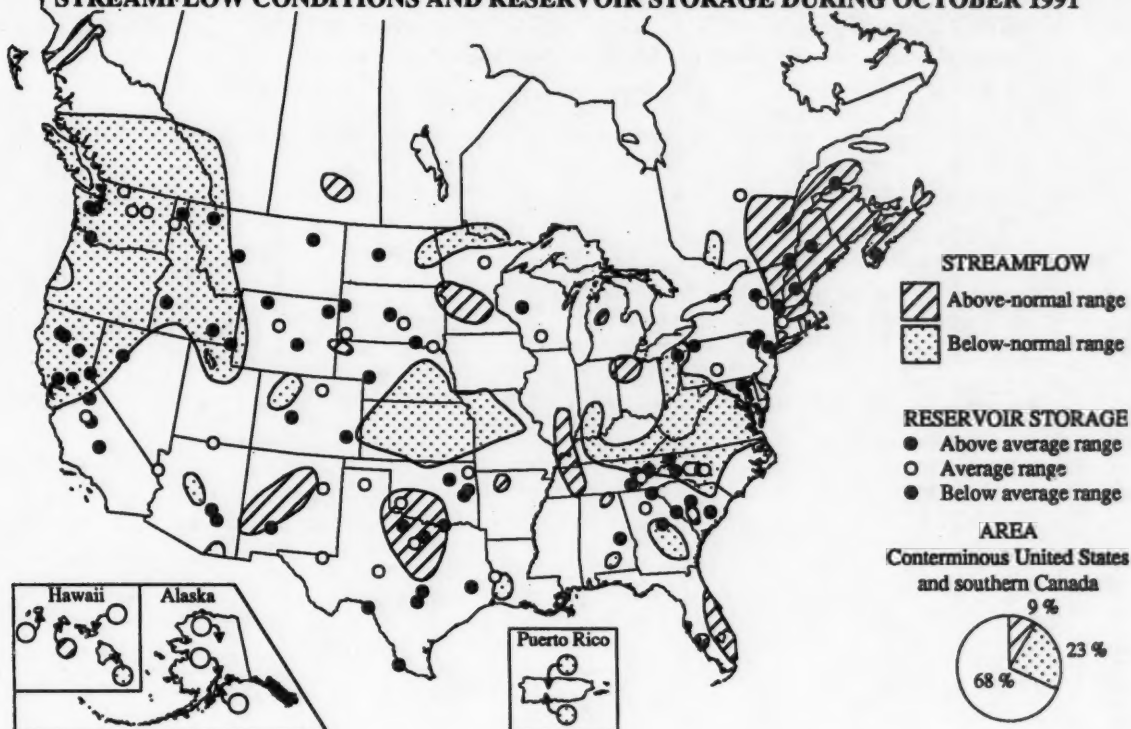 STREAMFLOW CONDITIONS AND RESERVOIR STORAGE DURING OCTOBER 1991
STREAMFLOW
Above-normal range
Below-normal range
RESERVOIR STORAGE
Above average range
Average range
Below average range
AREA
Conterminous United States
and southern Canada
9 %
23 %
68 %
Hawaii
Alaska
Puerto Rico